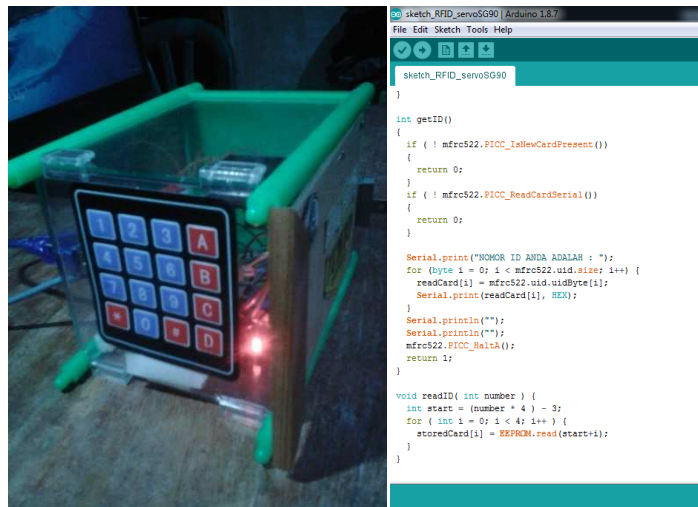 1 2 3 A
4 5 6 B
7 8 9 C
* 0 # D
sketch_RFID_servoSG90 | Arduino 1.8.7
File Edit Sketch Tools Help
sketch_RFID_servoSG90
}
int getID()
{
  if ( ! mfrc522.PICC_IsNewCardPresent())
  {
    return 0;
  }
  if ( ! mfrc522.PICC_ReadCardSerial())
  {
    return 0;
  }
  Serial.print("NOMOR ID ANDA ADALAH : ");
  for (byte i = 0; i < mfrc522.uid.size; i++) {
    readCard[i] = mfrc522.uid.uidByte[i];
    Serial.print(readCard[i], HEX);
  }
  Serial.println("");
  Serial.println("");
  mfrc522.PICC_HaltA();
  return 1;
}
void readID( int number ) {
  int start = (number * 4 ) - 3;
  for ( int i = 0; i < 4; i++ ) {
    storedCard[i] = EEPROM.read(start+i);
  }
}